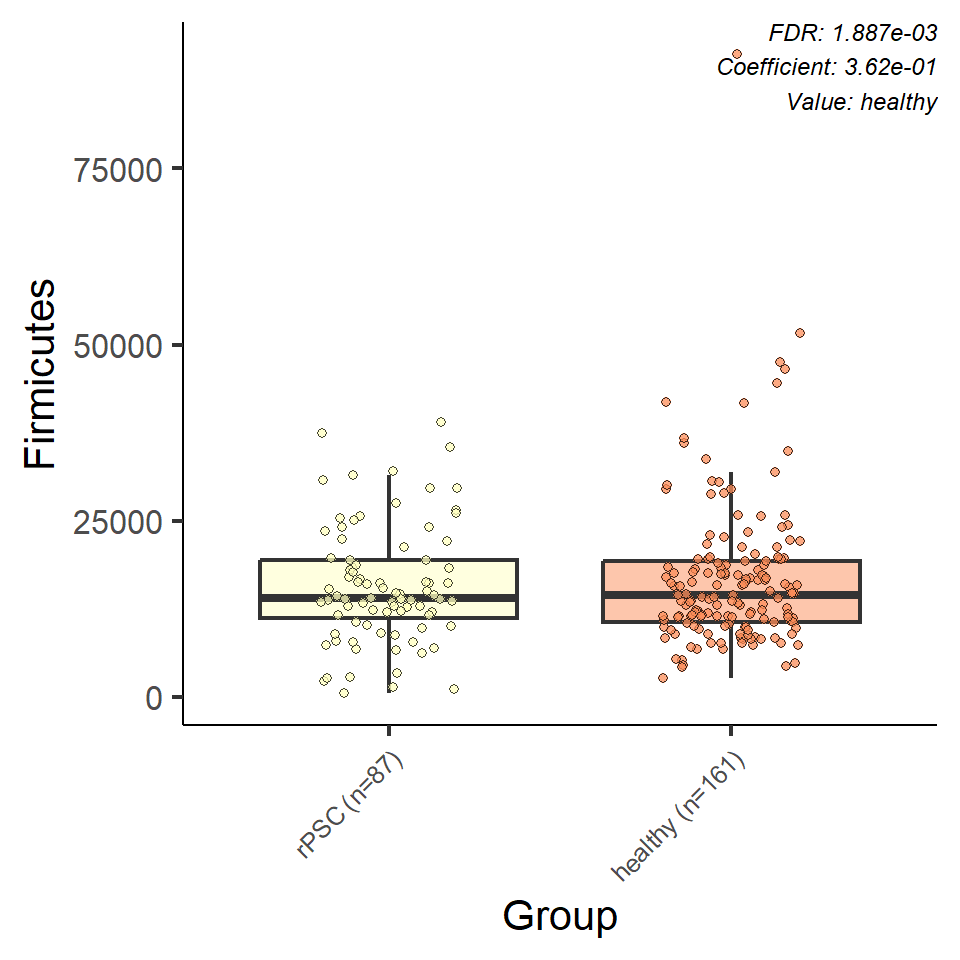 FDR: 1.887e-03
Coefficient: 3.62e-01
Value: healthy
Firmicutes
75000
50000
25000
0
rPSC (n=87)
healthy (n=161)
Group